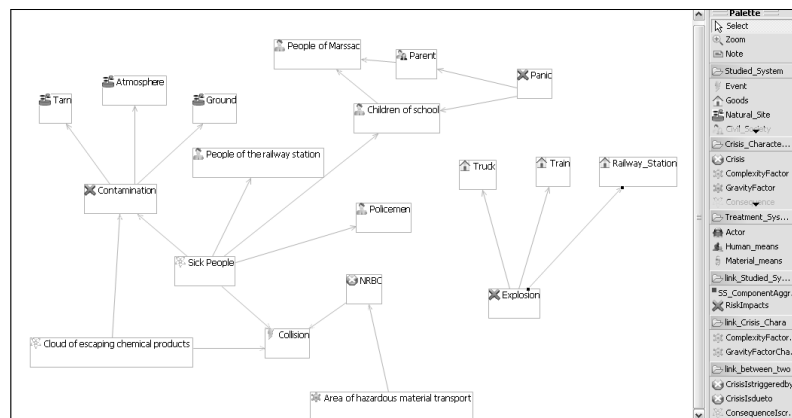 People of Marssac
Parent
Panic
Atmosphere
Tarn
Ground
Children of school
People of the railway station
Truck
Train
Railway_Station
Contamination
Policemen
Sick People
NRBC
Explosion
Collision
Cloud of escaping chemical products
Area of hazardous material transport
Palette
Select
Zoom
Note
Studied_System
Event
Goods
Natural_Site
Civil_Society
Crisis_Characte...
Crisis
ComplexityFactor
GravityFactor
Consequence
Treatment_Sys...
Actor
Human_means
Material_means
link_Studied_Sy...
SS_ComponentAggr.
RiskImpacts
link_Crisis_Chara
ComplexityFactor.
GravityFactorCha.
link_between_two
CrisisIstriggeredby
CrisisIsdueto
ConsequenceIscr.